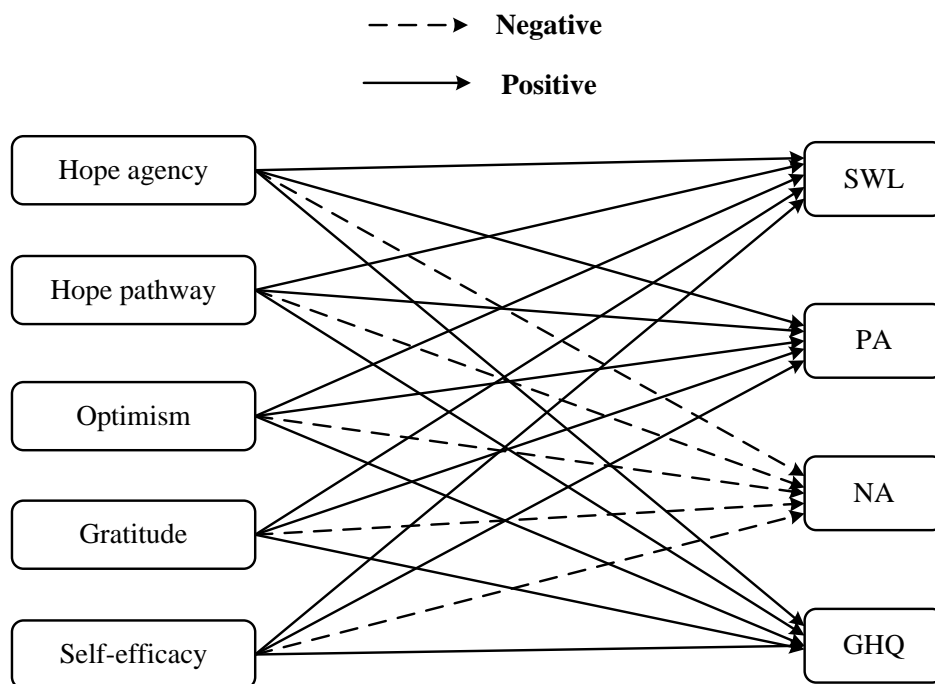 Negative
Positive
Hope agency
SWL
Hope pathway
PA
Optimism
NA
Gratitude
GHQ
Self-efficacy